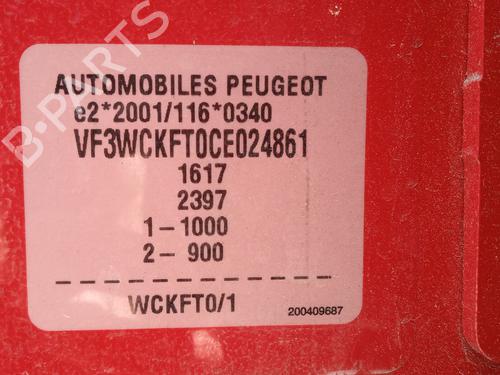 B-PARTS
AUTOMOBILES PEUGEOT
e2*2001/116*0340
VF3WCKFT0CE024861
1617
2397
1-1000
2-900
WCKFT0/1
200409687